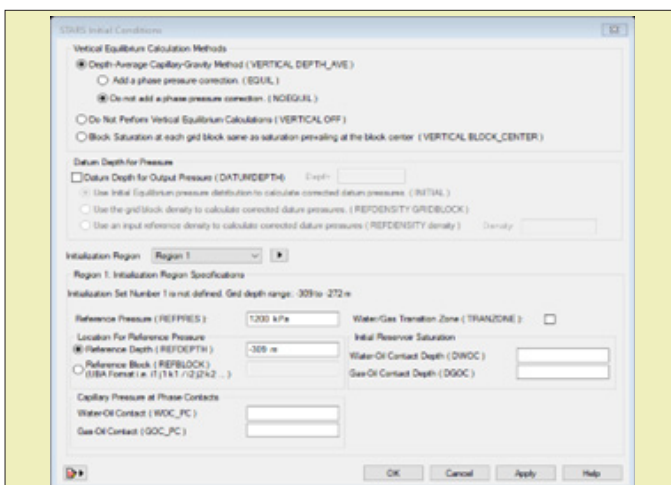 STARS Initial Conditions
Vertical Equilibrium Calculation Methods
Depth-Average Capillary-Gravity Method (VERTICAL DEPTH_AVE)
Add a phase pressure correction. (EQUIL)
Do not add a phase pressure correction. (NOEQUIL)
Do Not Perform Vertical Equilibrium Calculations (VERTICAL OFF)
Block Saturation at each grid block same as saturation prevailing at the block center (VERTICAL BLOCK_CENTER)
Datum Depth for Pressure
Datum Depth for Output Pressure (DATUMDEPTH) Depth:
Use Initial Equilibrium pressure distribution to calculate corrected datum pressures. (INITIAL)
Use the grid block density to calculate corrected datum pressures. (REFDENSITY GRIDBLOCK)
Use an input reference density to calculate corrected datum pressures (REFDENSITY density) Density:
Initialization Region Region 1
Region 1: Initialization Region Specifications
Initialization Set Number 1 is not defined. Grid depth range: -309 to -272 m
Reference Pressure (REFPRES): 1200 kPa Water/Gas Transition Zone (TRANZONE):
Location For Reference Pressure Initial Reservoir Saturation
Reference Depth (REFDEPTH) -309 m Water-Oil Contact Depth (DWOC)
Reference Block (REFBLOCK) Gas-Oil Contact Depth (DGOC)
(UBA Format i.e. i1 j1 k1 / i2 j2 k2 ... )
Capillary Pressure at Phase Contacts
Water-Oil Contact (WOC_PC)
Gas-Oil Contact (GOC_PC)
OK Cancel Apply Help